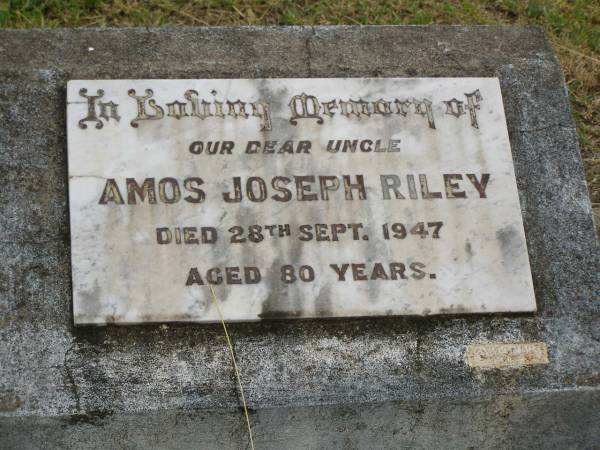 In Loving Memory of
OUR DEAR UNCLE
AMOS JOSEPH RILEY
DIED 28TH SEPT. 1947
AGED 80 YEARS.